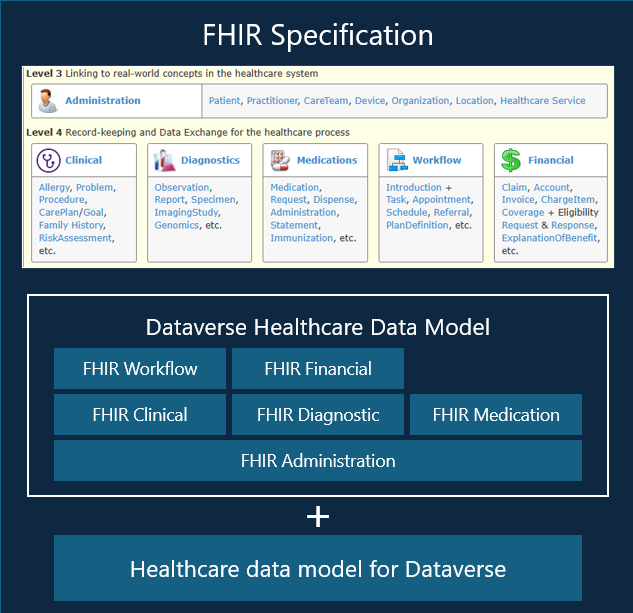 FHIR Specification
Level 3 Linking to real-world concepts in the healthcare system
Administration
Patient, Practitioner, CareTeam, Device, Organization, Location, Healthcare Service
Level 4 Record-keeping and Data Exchange for the healthcare process
Clinical
Allergy, Problem,
Procedure,
CarePlan/Goal,
Family History,
RiskAssessment,
etc.
Diagnostics
Observation,
Report, Specimen,
ImagingStudy,
Genomics, etc.
Medications
Medication,
Request, Dispense,
Administration,
Statement,
Immunization, etc.
Workflow
Introduction +
Task, Appointment,
Schedule, Referral,
PlanDefinition, etc.
$ Financial
Claim, Account,
Invoice, ChargeItem,
Coverage + Eligibility
Request & Response,
ExplanationOfBenefit,
etc.
Dataverse Healthcare Data Model
FHIR Workflow
FHIR Financial
FHIR Clinical
FHIR Diagnostic
FHIR Medication
FHIR Administration
+
Healthcare data model for Dataverse